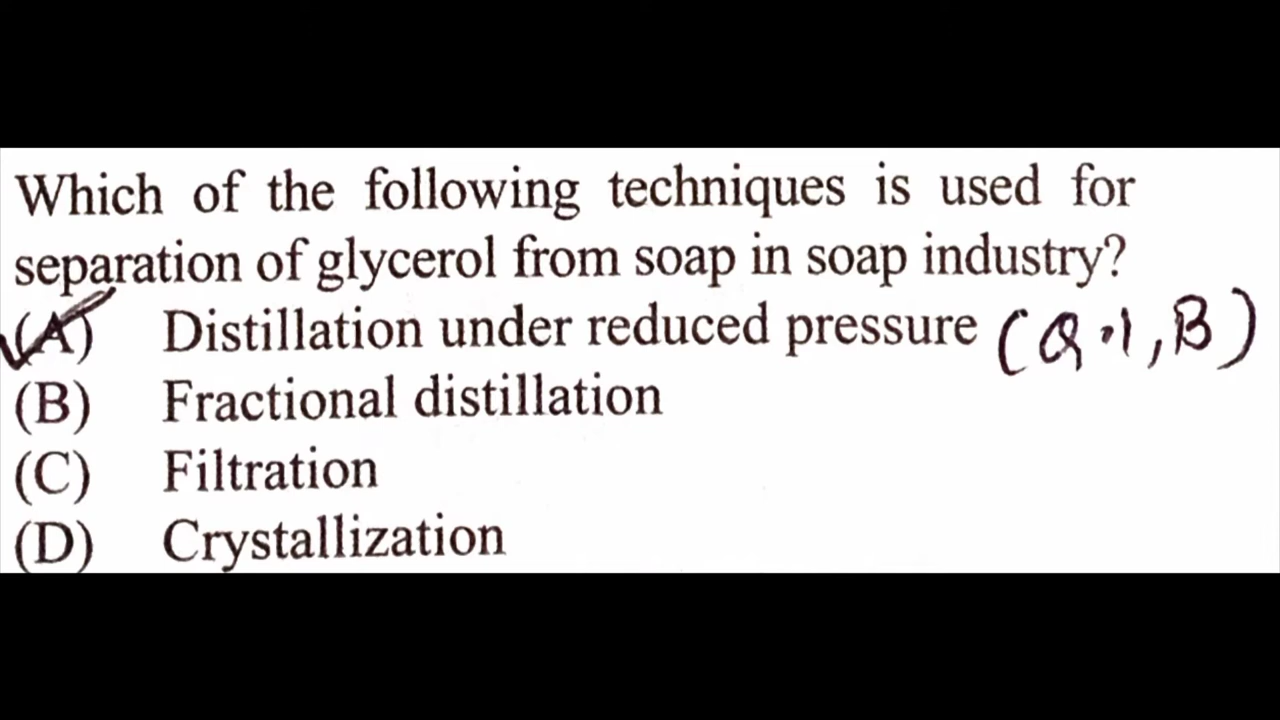 Which of the following techniques is used for
separation of glycerol from soap in soap industry?
(A) Distillation under reduced pressure (Q.1, B)
(B) Fractional distillation
(C) Filtration
(D) Crystallization